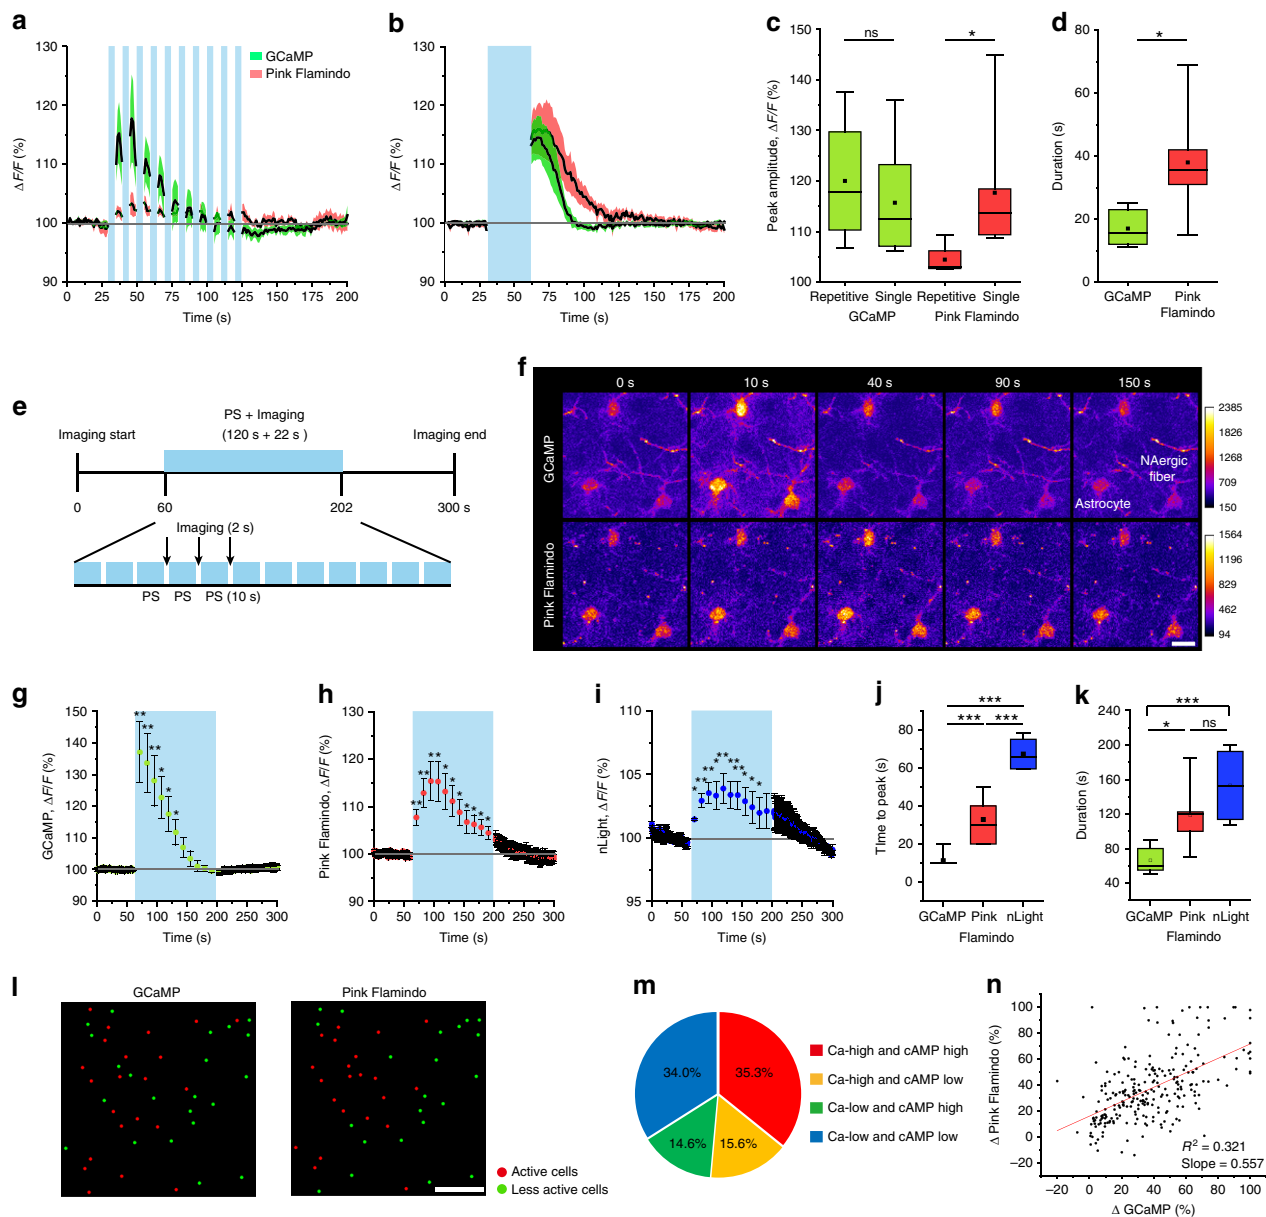 a
130
120
110
100
90
ΔF/F (%)
GCaMP
Pink Flamindo
0 25 50 75 100 125 150 175 200
Time (s)
b
130
120
110
100
90
ΔF/F (%)
0 25 50 75 100 125 150 175 200
Time (s)
c
150
140
130
120
110
100
Peak amplitude, ΔF/F (%)
ns
*
Repetitive Single Repetitive Single
GCaMP Pink Flamindo
d
80
60
40
20
0
Duration (s)
*
GCaMP Pink
Flamindo
e
PS + Imaging
(120 s + 22 s )
Imaging start
Imaging end
0 60 202 300 s
Imaging (2 s)
PS PS PS (10 s)
f
0 s 10 s 40 s 90 s 150 s
GCaMP
NAergic
fiber
Astrocyte
2385
1826
1268
709
150
Pink Flamindo
1564
1196
829
462
94
g
150
140
130
120
110
100
90
GCaMP, ΔF/F (%)
** ** ** * * *
0 50 100 150 200 300
Time (s)
h
130
120
110
100
90
Pink Flamindo, ΔF/F (%)
* ** ** ** * * * * * *
0 50 100 150 200 300
Time (s)
i
110
105
100
95
nLight, ΔF/F (%)
* ** ** ** ** ** ** * * *
0 50 100 150 200 300
Time (s)
j
80
60
40
20
0
TIme to peak (s)
***
*** ***
GCaMP Pink nLight
Flamindo
k
240
200
160
120
80
40
Duration (s)
***
* ns
GCaMP Pink nLight
Flamindo
l
GCaMP
Pink Flamindo
Active cells
Less active cells
m
34.0%
35.3%
14.6%
15.6%
Ca-high and cAMP high
Ca-high and cAMP low
Ca-low and cAMP high
Ca-low and cAMP low
n
100
80
60
40
20
0
−20
Δ Pink Flamindo (%)
R² = 0.321
Slope = 0.557
−20 0 20 40 60 80 100
Δ GCaMP (%)